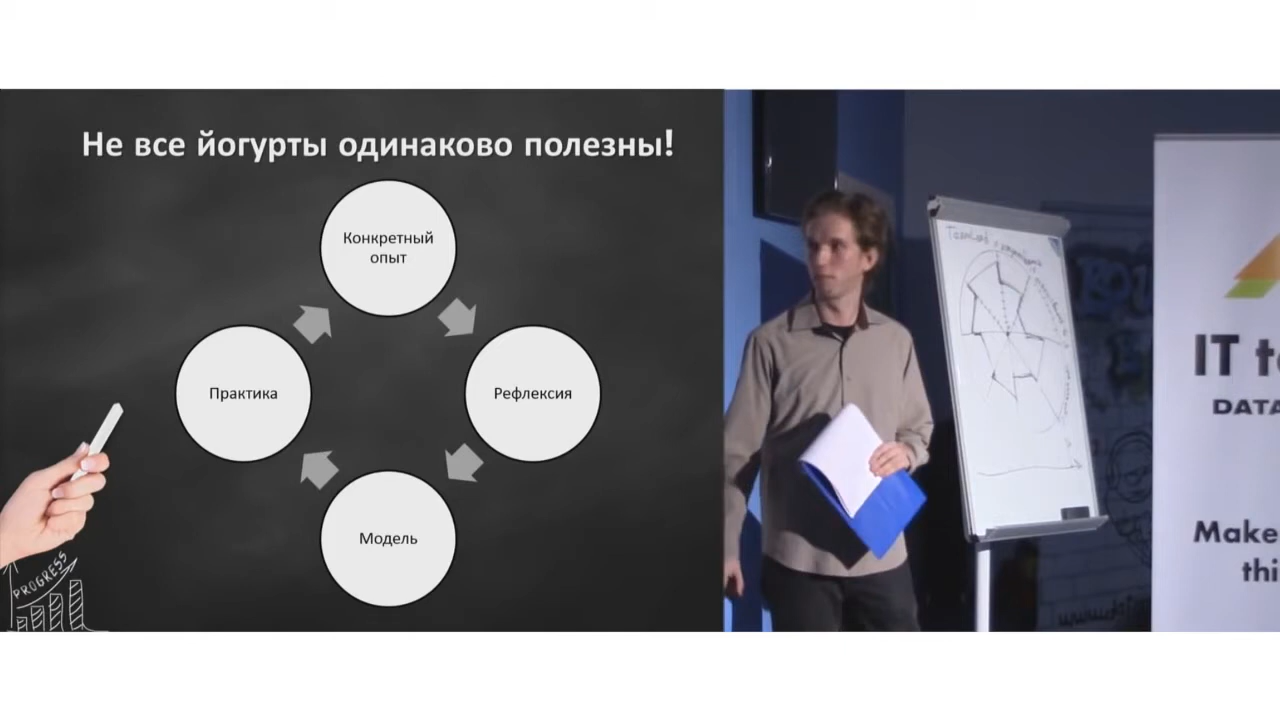 Не все йогурты одинаково полезны!
Конкретный
опыт
Рефлексия
Модель
Практика
PROGRESS
IT
DATA
Make
thi